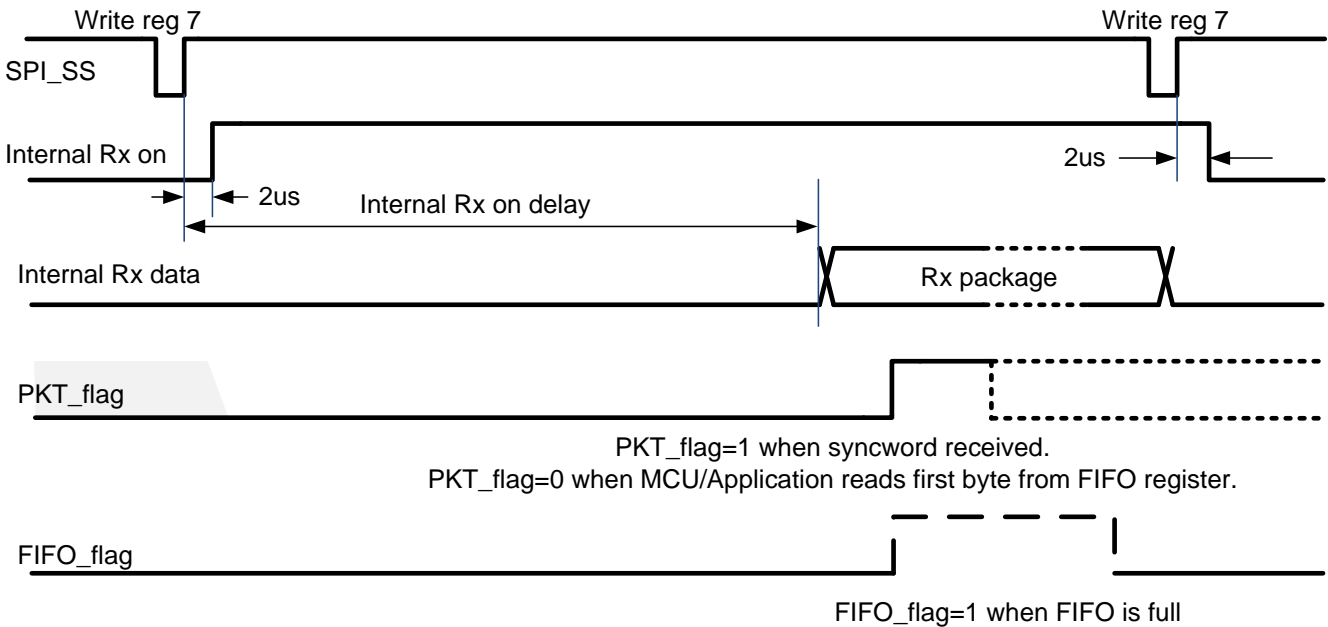 Write reg 7
Write reg 7
SPI_SS
Internal Rx on
2us
2us
Internal Rx on delay
Internal Rx data
Rx package
PKT_flag
PKT_flag=1 when syncword received.
PKT_flag=0 when MCU/Application reads first byte from FIFO register.
FIFO_flag
FIFO_flag=1 when FIFO is full